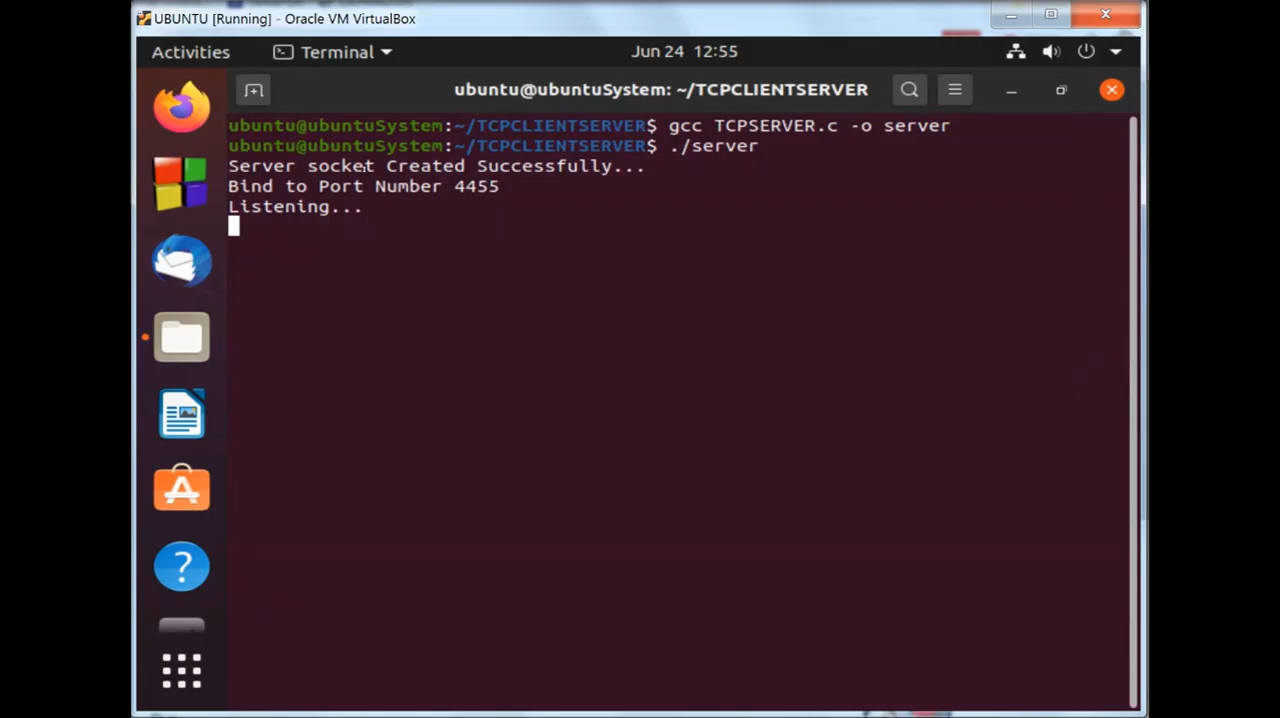 UBUNTU [Running] - Oracle VM VirtualBox
Activities Terminal Jun 24 12:55
ubuntu@ubuntuSystem: ~/TCPCLIENTSERVER
ubuntu@ubuntuSystem:~/TCPCLIENTSERVER$ gcc TCPSERVER.c -o server
ubuntu@ubuntuSystem:~/TCPCLIENTSERVER$ ./server
Server socket Created Successfully...
Bind to Port Number 4455
Listening...